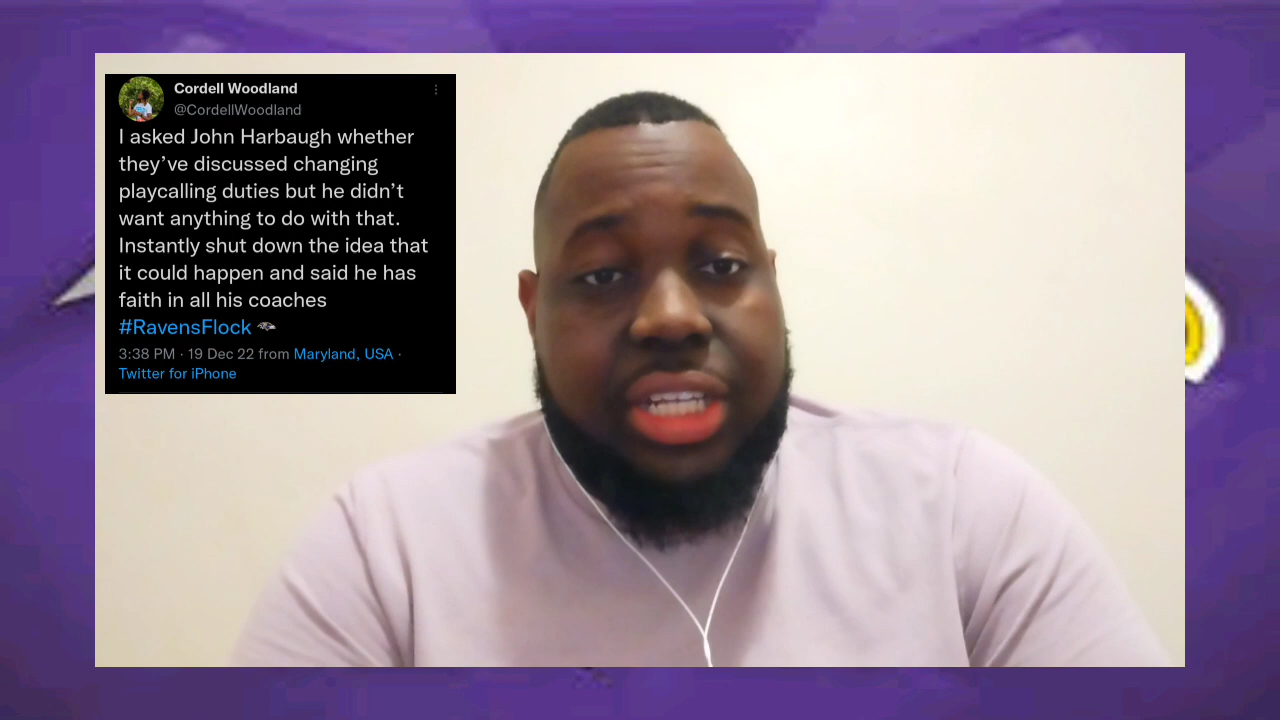 Cordell Woodland
@CordellWoodland
I asked John Harbaugh whether
they’ve discussed changing
playcalling duties but he didn’t
want anything to do with that.
Instantly shut down the idea that
it could happen and said he has
faith in all his coaches
#RavensFlock
3:38 PM · 19 Dec 22 from Maryland, USA ·
Twitter for iPhone